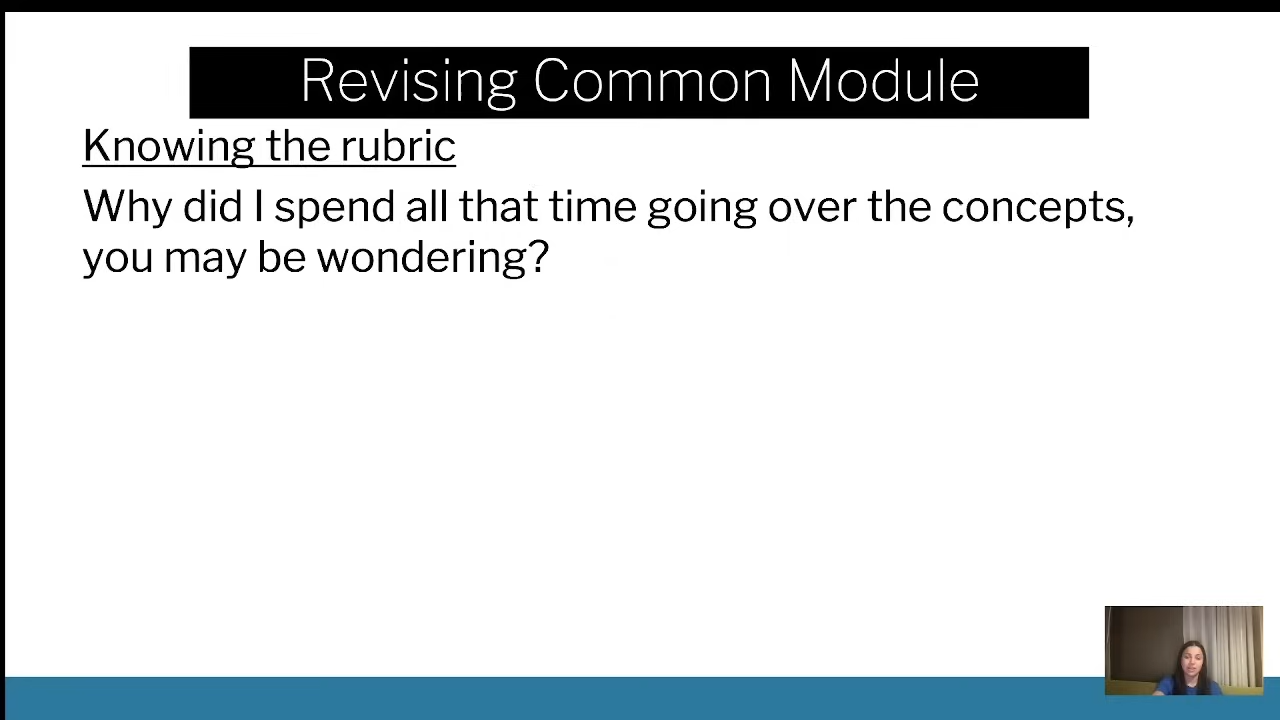 Revising Common Module
Knowing the rubric
Why did I spend all that time going over the concepts,
you may be wondering?